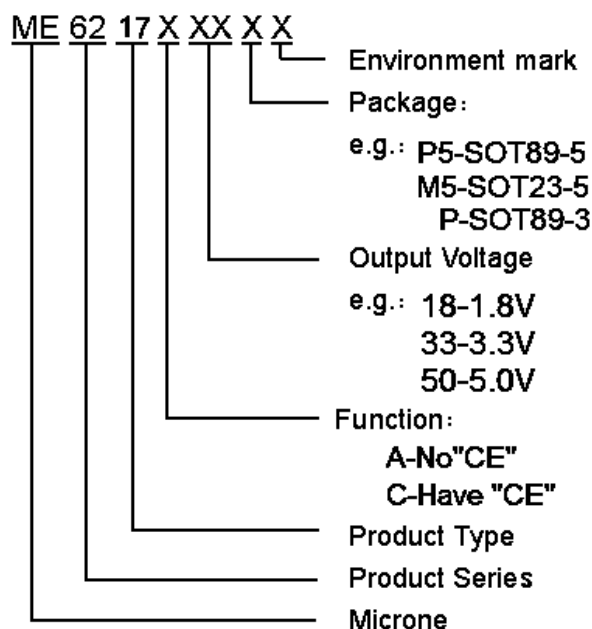 ME 62 17 X XX X X
Environment mark
Package：
e.g.： P5-SOT89-5
M5-SOT23-5
P-SOT89-3
Output Voltage
e.g.： 18-1.8V
33-3.3V
50-5.0V
Function：
A-No"CE"
C-Have "CE"
Product Type
Product Series
Microne